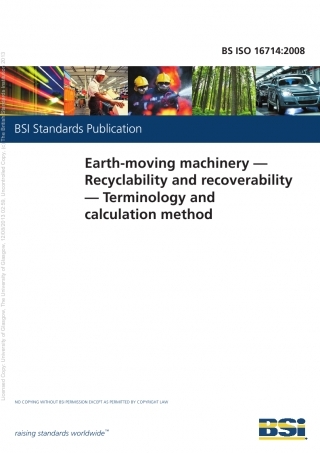 BS ISO 16714:2008
BSI Standards Publication
Earth-moving machinery —
Recyclability and recoverability
— Terminology and
calculation method
NO COPYING WITHOUT BSI PERMISSION EXCEPT AS PERMITTED BY COPYRIGHT LAW
raising standards worldwide™
BSI